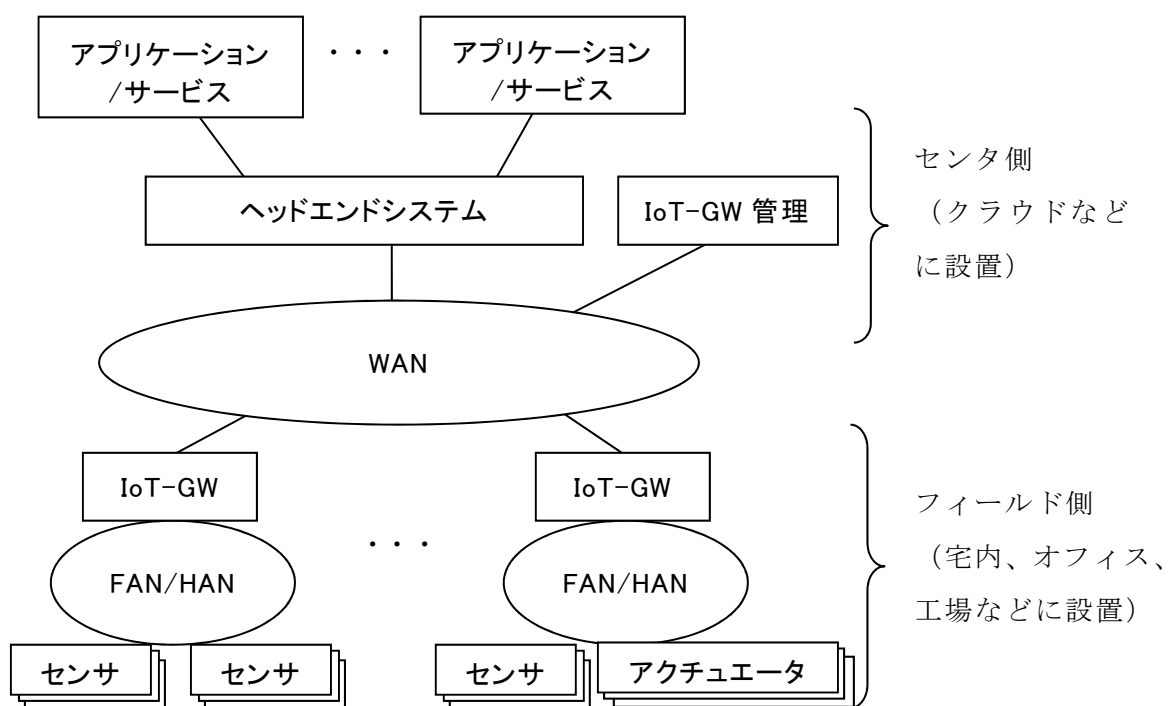 アプリケーション
/サービス
・・・
アプリケーション
/サービス
ヘッドエンドシステム
IoT-GW 管理
センタ側
（クラウドなど
に設置）
WAN
IoT-GW
IoT-GW
・・・
FAN/HAN
FAN/HAN
フィールド側
（宅内、オフィス、
工場などに設置）
センサ
センサ
センサ
アクチュエータ